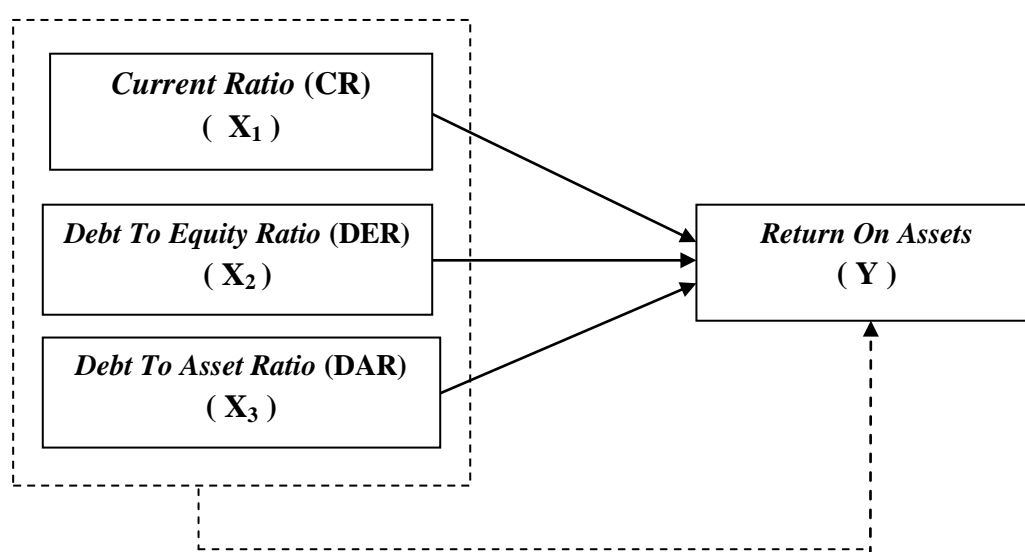 Current Ratio (CR)
( X₁ )
Debt To Equity Ratio (DER)
( X₂ )
Debt To Asset Ratio (DAR)
( X₃ )
Return On Assets
( Y )